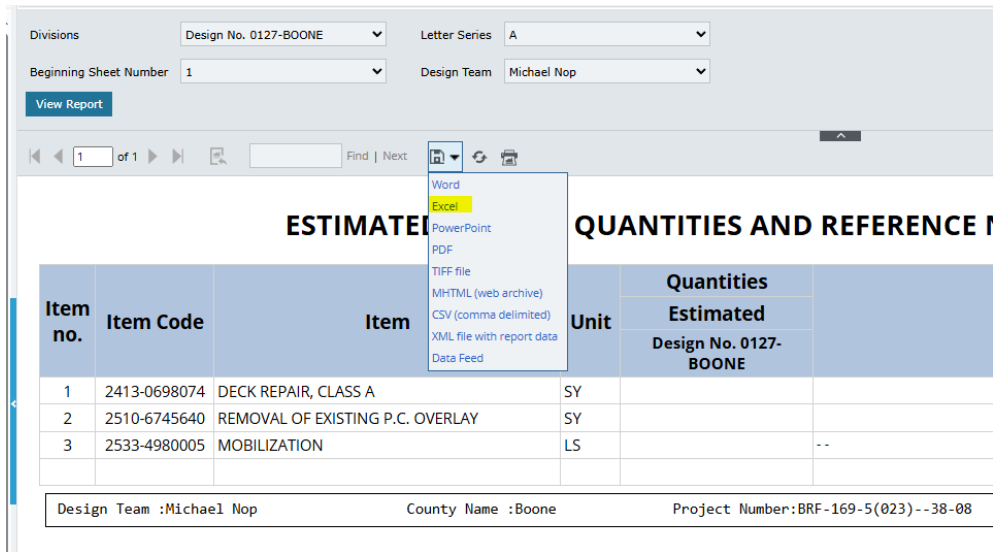 Divisions Design No. 0127-BOONE Letter Series A
Beginning Sheet Number 1 Design Team Michael Nop
View Report
1 of 1 Find | Next
Word
Excel
PowerPoint
PDF
TIFF file
MHTML (web archive)
CSV (comma delimited)
XML file with report data
Data Feed
ESTIMATED QUANTITIES AND REFERENCE
Item no. Item Code Item Unit Quantities
Estimated
Design No. 0127-
BOONE
1 2413-0698074 DECK REPAIR, CLASS A SY
2 2510-6745640 REMOVAL OF EXISTING P.C. OVERLAY SY
3 2533-4980005 MOBILIZATION LS - -
Design Team :Michael Nop County Name :Boone Project Number:BRF-169-5(023)--38-08